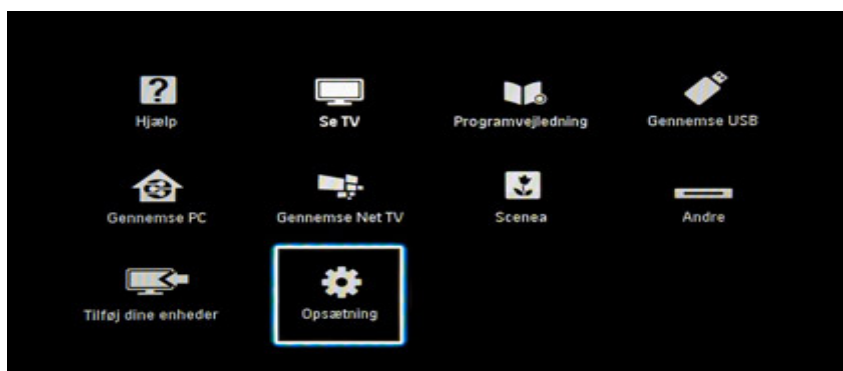 Hjælp
Se TV
Programvejledning
Gennemse USB
Gennemse PC
Gennemse Net TV
Scenea
Andre
Tilføj dine enheder
Opsætning